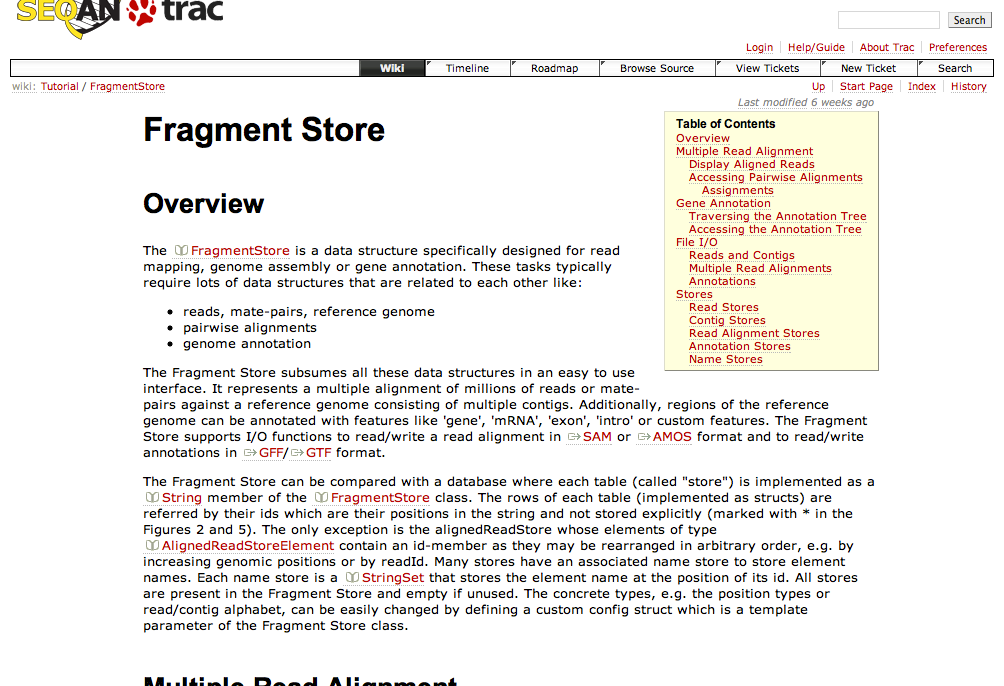 SEQAN trac
Search
Login Help/Guide About Trac Preferences
Wiki Timeline Roadmap Browse Source View Tickets New Ticket Search
wiki: Tutorial / FragmentStore
Up Start Page Index History
Last modified 6 weeks ago
Fragment Store
Table of Contents
Overview
Multiple Read Alignment
Display Aligned Reads
Accessing Pairwise Alignments
Assignments
Gene Annotation
Traversing the Annotation Tree
Accessing the Annotation Tree
File I/O
Reads and Contigs
Multiple Read Alignments
Annotations
Stores
Read Stores
Contig Stores
Read Alignment Stores
Annotation Stores
Name Stores
Overview
The FragmentStore is a data structure specifically designed for read
mapping, genome assembly or gene annotation. These tasks typically
require lots of data structures that are related to each other like:
• reads, mate-pairs, reference genome
• pairwise alignments
• genome annotation
The Fragment Store subsumes all these data structures in an easy to use
interface. It represents a multiple alignment of millions of reads or mate-
pairs against a reference genome consisting of multiple contigs. Additionally, regions of the reference
genome can be annotated with features like 'gene', 'mRNA', 'exon', 'intro' or custom features. The Fragment
Store supports I/O functions to read/write a read alignment in SAM or AMOS format and to read/write
annotations in GFF/ GTF format.
The Fragment Store can be compared with a database where each table (called "store") is implemented as a
String member of the FragmentStore class. The rows of each table (implemented as structs) are
referred by their ids which are their positions in the string and not stored explicitly (marked with * in the
Figures 2 and 5). The only exception is the alignedReadStore whose elements of type
AlignedReadStoreElement contain an id-member as they may be rearranged in arbitrary order, e.g. by
increasing genomic positions or by readId. Many stores have an associated name store to store element
names. Each name store is a StringSet that stores the element name at the position of its id. All stores
are present in the Fragment Store and empty if unused. The concrete types, e.g. the position types or
read/contig alphabet, can be easily changed by defining a custom config struct which is a template
parameter of the Fragment Store class.
Multiple Read Alignment